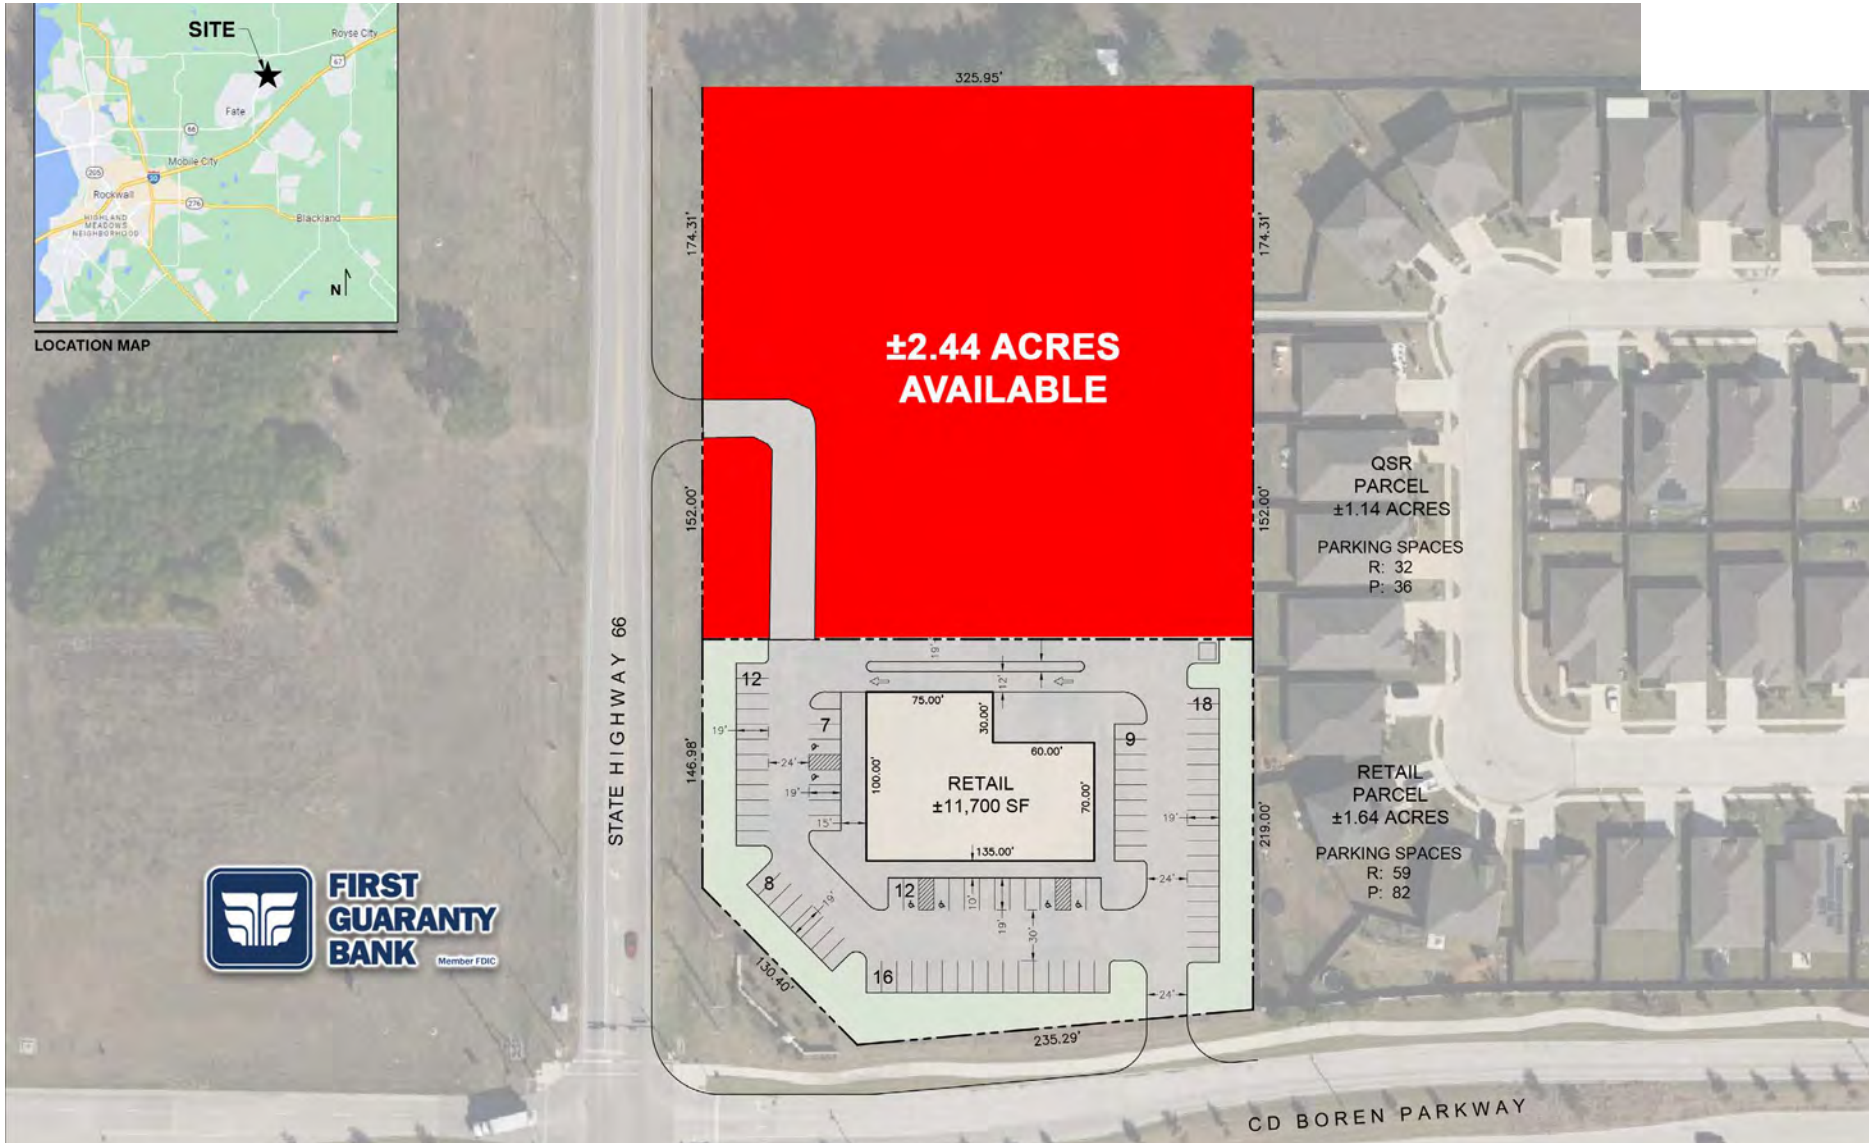 SITE
Royse City
67
Fate
66
Mobile City
205
30
Rockwall
276
HIGHLAND
MEADOWS
NEIGHBORHOOD
Blackland
N
LOCATION MAP
325.95'
174.31'
174.31'
±2.44 ACRES
AVAILABLE
152.00'
152.00'
QSR
PARCEL
±1.14 ACRES
PARKING SPACES
R: 32
P: 36
STATE HIGHWAY 66
19'
12
12'
75.00'
30.00'
18
7
9
19'
60.00'
146.98'
24'
100.00'
RETAIL
±11,700 SF
70.00'
19'
15'
19'
135.00'
219.00'
RETAIL
PARCEL
±1.64 ACRES
PARKING SPACES
R: 59
P: 82
8
19'
12
10'
19'
30'
24'
16
24'
130.40'
235.29'
FIRST
GUARANTY
BANK
Member FDIC
CD BOREN PARKWAY